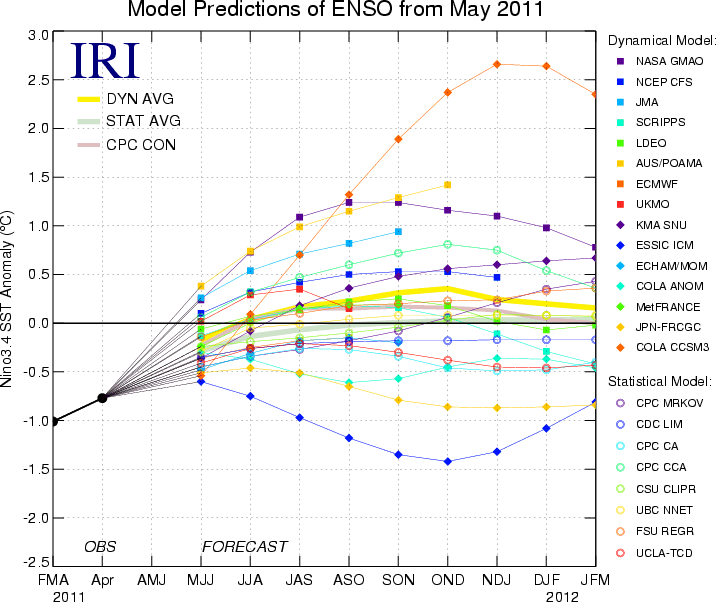 Model Predictions of ENSO from May 2011
IRI
DYN AVG
STAT AVG
CPC CON
Nino3.4 SST Anomaly (ºC)
3.0
2.5
2.0
1.5
1.0
0.5
0.0
-0.5
-1.0
-1.5
-2.0
-2.5
OBS
FORECAST
FMA Apr AMJ MJJ JJA JAS ASO SON OND NDJ DJF JFM
2011 2012
Dynamical Model:
NASA GMAO
NCEP CFS
JMA
SCRIPPS
LDEO
AUS/POAMA
ECMWF
UKMO
KMA SNU
ESSIC ICM
ECHAM/MOM
COLA ANOM
MetFRANCE
JPN-FRCGC
COLA CCSM3
Statistical Model:
CPC MRKOV
CDC LIM
CPC CA
CPC CCA
CSU CLIPR
UBC NNET
FSU REGR
UCLA-TCD